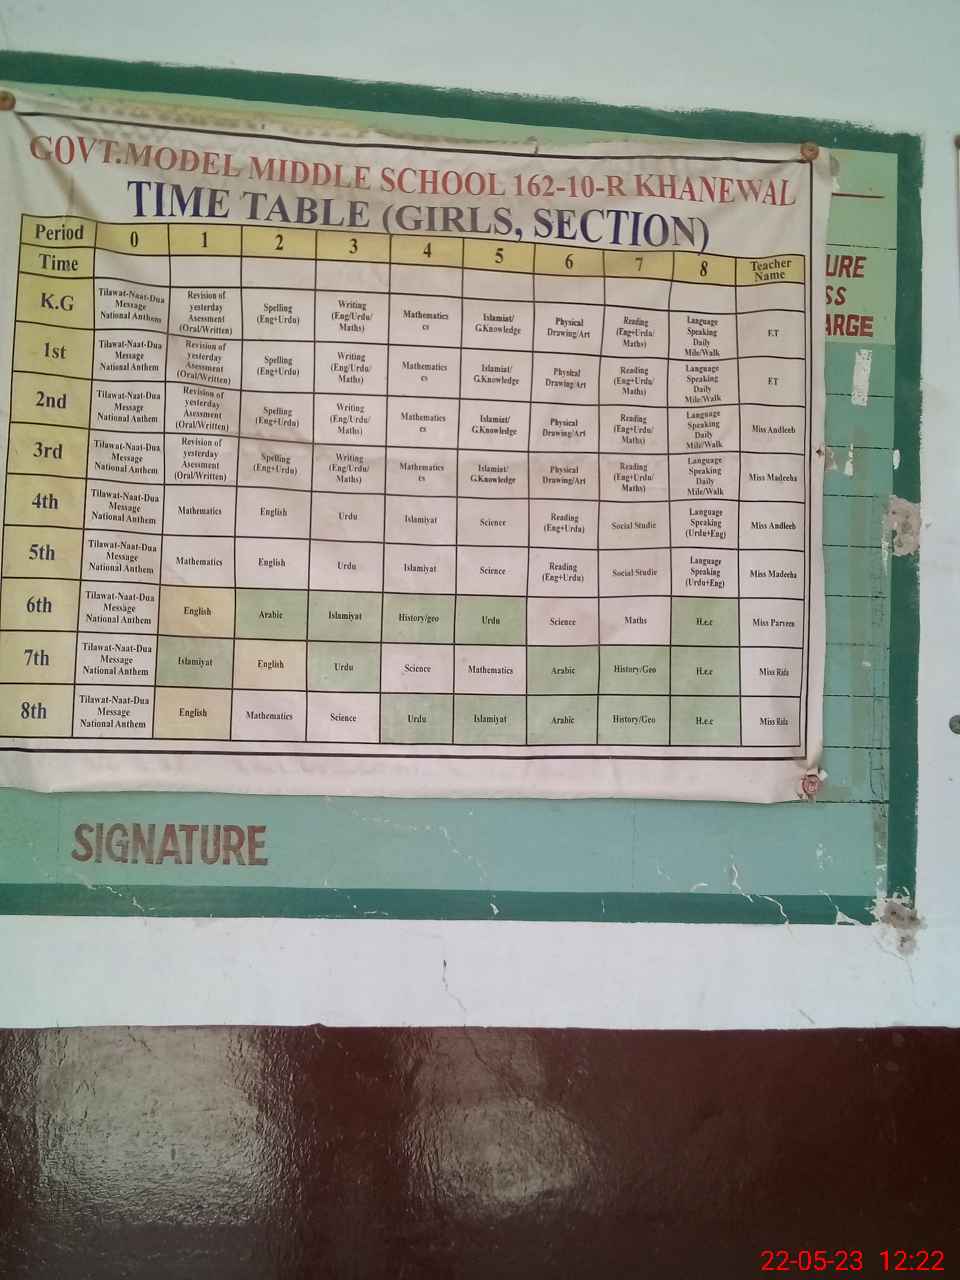 GOVT.MODEL MIDDLE SCHOOL 162-10-R KHANEWAL
TIME TABLE (GIRLS, SECTION)
Period 0 1 2 3 4 5 6 7 8 Teacher Name
Time
K.G Tilawat-Naat-Dua Message National Anthem Revision of yesterday Asessment (Oral/Written) Spelling (Eng+Urdu) Writing (Eng/Urdu/Maths) Mathematics cs Islamiat/G.Knowledge Physical Drawing/Art Reading (Eng+Urdu/Maths) Language Speaking Daily Mile/Walk F.T
1st Tilawat-Naat-Dua Message National Anthem Revision of yesterday Asessment (Oral/Written) Spelling (Eng+Urdu) Writing (Eng/Urdu/Maths) Mathematics cs Islamiat/G.Knowledge Physical Drawing/Art Reading (Eng+Urdu/Maths) Language Speaking Daily Mile/Walk F.T
2nd Tilawat-Naat-Dua Message National Anthem Revision of yesterday Asessment (Oral/Written) Spelling (Eng+Urdu) Writing (Eng/Urdu/Maths) Mathematics cs Islamiat/G.Knowledge Physical Drawing/Art Reading (Eng+Urdu/Maths) Language Speaking Daily Mile/Walk Miss Andleeb
3rd Tilawat-Naat-Dua Message National Anthem Revision of yesterday Asessment (Oral/Written) Spelling (Eng+Urdu) Writing (Eng/Urdu/Maths) Mathematics cs Islamiat/G.Knowledge Physical Drawing/Art Reading (Eng+Urdu/Maths) Language Speaking Daily Mile/Walk Miss Madeeha
4th Tilawat-Naat-Dua Message National Anthem Mathematics English Urdu Islamiyat Science Reading (Eng+Urdu) Social Studie Language Speaking (Urdu+Eng) Miss Andleeb
5th Tilawat-Naat-Dua Message National Anthem Mathematics English Urdu Islamiyat Science Reading (Eng+Urdu) Social Studie Language Speaking (Urdu+Eng) Miss Madeeha
6th Tilawat-Naat-Dua Message National Anthem English Arabic Islamiyat History/geo Urdu Science Maths H.e.c Miss Parveen
7th Tilawat-Naat-Dua Message National Anthem Islamiyat English Urdu Science Mathematics Arabic History/Geo H.e.c Miss Rida
8th Tilawat-Naat-Dua Message National Anthem English Mathematics Science Urdu Islamiyat Arabic History/Geo H.e.c Miss Rida
URE
SS
ARGE
SIGNATURE
22-05-23 12:22